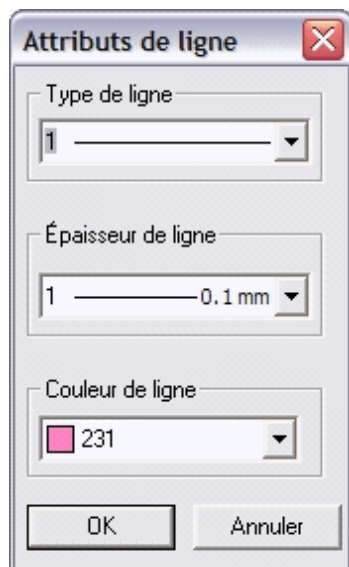 Attributs de ligne
Type de ligne
1
Épaisseur de ligne
1 0.1 mm
Couleur de ligne
231
OK Annuler